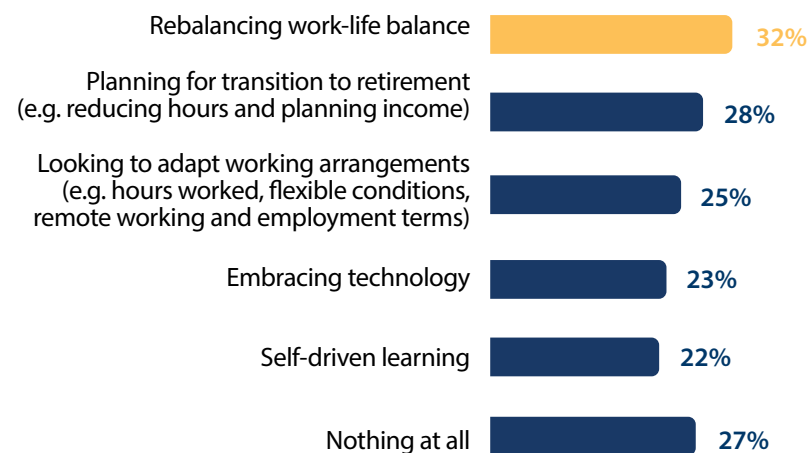 Rebalancing work-life balance 32%
Planning for transition to retirement
(e.g. reducing hours and planning income) 28%
Looking to adapt working arrangements
(e.g. hours worked, flexible conditions,
remote working and employment terms) 25%
Embracing technology 23%
Self-driven learning 22%
Nothing at all 27%